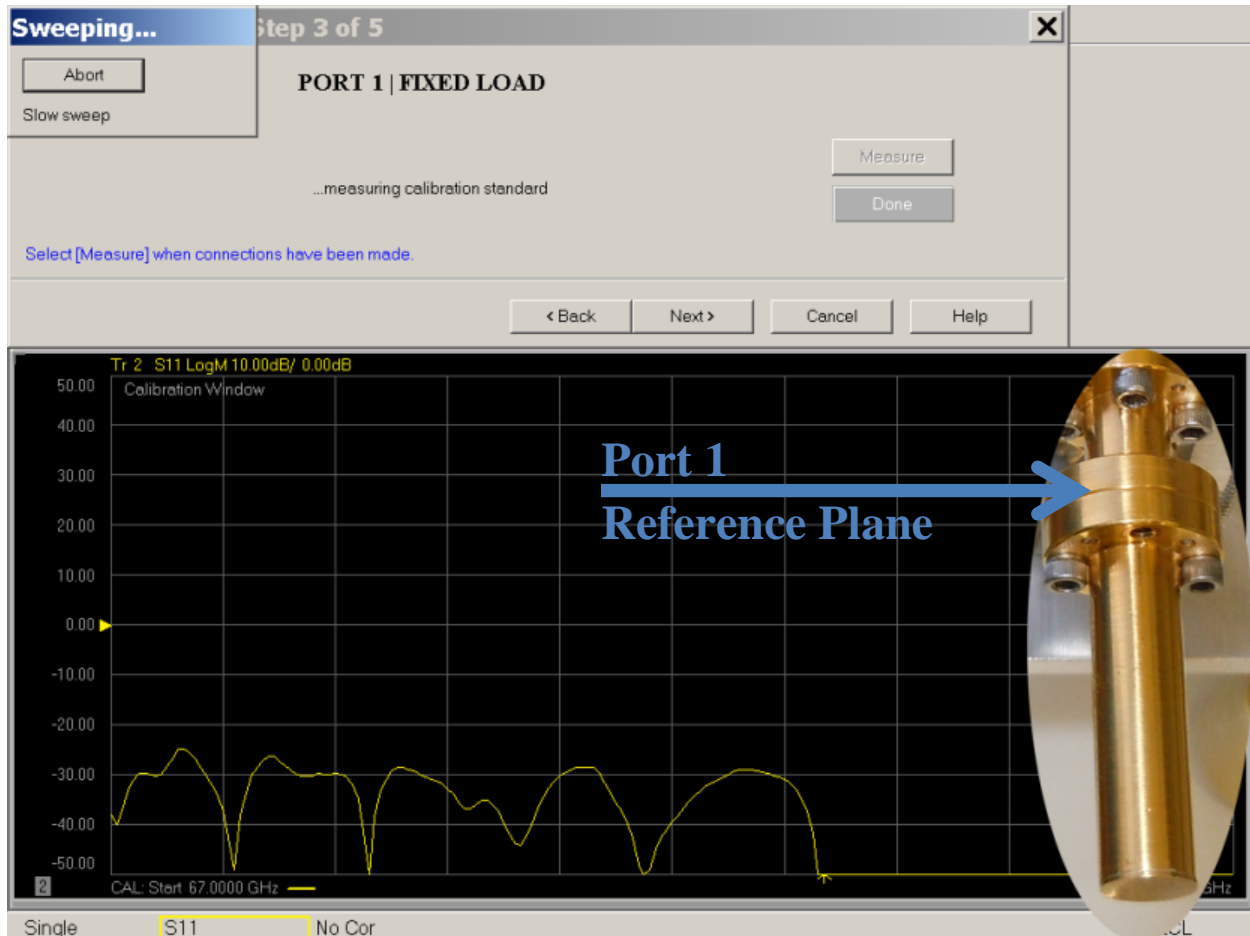 Sweeping...
Step 3 of 5
Abort
PORT 1 | FIXED LOAD
Slow sweep
Measure
...measuring calibration standard
Done
Select [Measure] when connections have been made.
< Back
Next >
Cancel
Help
Tr 2 S11 LogM 10.00dB/ 0.00dB
50.00
Calibration Window
40.00
30.00
20.00
10.00
0.00
-10.00
-20.00
-30.00
-40.00
-50.00
Port 1
Reference Plane
2
CAL: Start 67.0000 GHz
GHz
Single
S11
No Cor
LCL